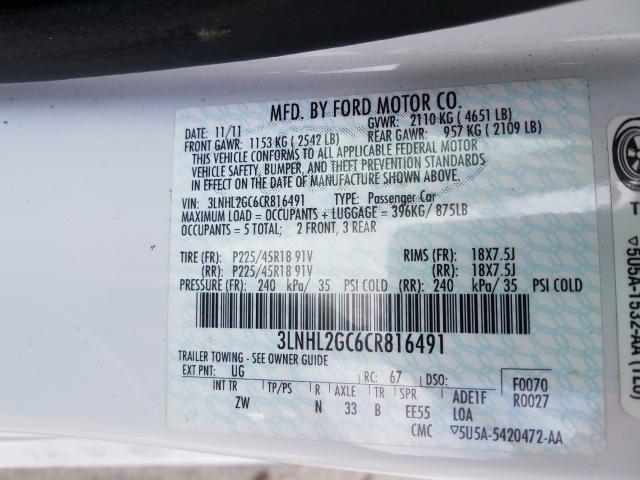 MFD. BY FORD MOTOR CO.
DATE: 11/11 GVWR: 2110 KG ( 4651 LB)
FRONT GAWR: 1153 KG ( 2542 LB) REAR GAWR: 957 KG ( 2109 LB)
THIS VEHICLE CONFORMS TO ALL APPLICABLE FEDERAL MOTOR
VEHICLE SAFETY, BUMPER, AND THEFT PREVENTION STANDARDS
IN EFFECT ON THE DATE OF MANUFACTURE SHOWN ABOVE.
VIN: 3LNHL2GC6CR816491 TYPE: Passenger Car
MAXIMUM LOAD = OCCUPANTS + LUGGAGE = 396KG/ 875LB
OCCUPANTS = 5 TOTAL; 2 FRONT, 3 REAR
TIRE (FR): P225/45R18 91V RIMS (FR): 18X7.5J
(RR): P225/45R18 91V (RR): 18X7.5J
PRESSURE (FR): 240 kPa/ 35 PSI COLD (RR): 240 kPa/ 35 PSI COLD
3LNHL2GC6CR816491
TRAILER TOWING - SEE OWNER GUIDE
EXT PNT: UG RC: 67 DSO: F0070
INT TR TP/PS R AXLE TR SPR ADE1F R0027
ZW N 33 B EE55 LOA
CMC ▽5U5A-5420472-AA
T